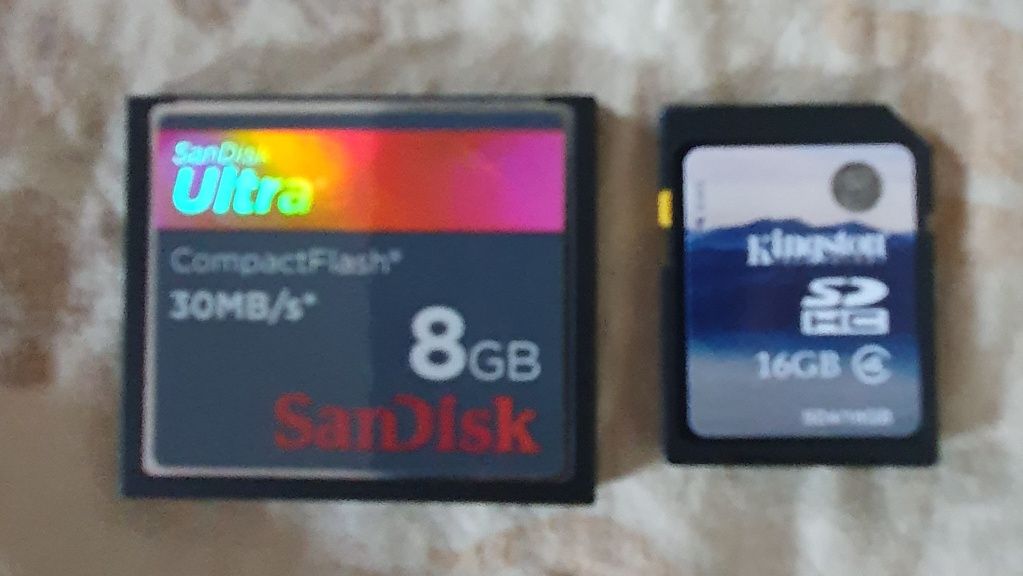 SanDisk
Ultra
CompactFlash®
30MB/s*
8GB
SanDisk
Kingston
SD
HC
16GB 4